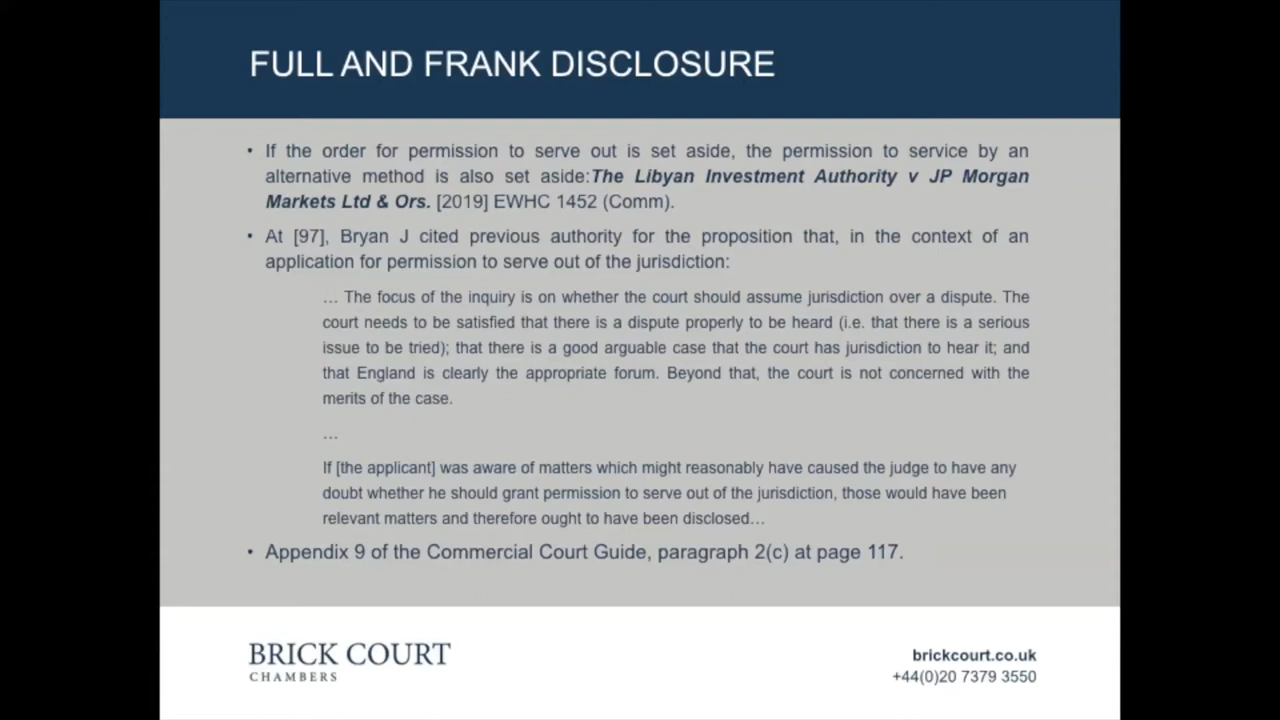 FULL AND FRANK DISCLOSURE
• If the order for permission to serve out is set aside, the permission to service by an
alternative method is also set aside:The Libyan Investment Authority v JP Morgan
Markets Ltd & Ors. [2019] EWHC 1452 (Comm).
• At [97], Bryan J cited previous authority for the proposition that, in the context of an
application for permission to serve out of the jurisdiction:
… The focus of the inquiry is on whether the court should assume jurisdiction over a dispute. The
court needs to be satisfied that there is a dispute properly to be heard (i.e. that there is a serious
issue to be tried); that there is a good arguable case that the court has jurisdiction to hear it; and
that England is clearly the appropriate forum. Beyond that, the court is not concerned with the
merits of the case.
…
If [the applicant] was aware of matters which might reasonably have caused the judge to have any
doubt whether he should grant permission to serve out of the jurisdiction, those would have been
relevant matters and therefore ought to have been disclosed…
• Appendix 9 of the Commercial Court Guide, paragraph 2(c) at page 117.
BRICK COURT
CHAMBERS
brickcourt.co.uk
+44(0)20 7379 3550